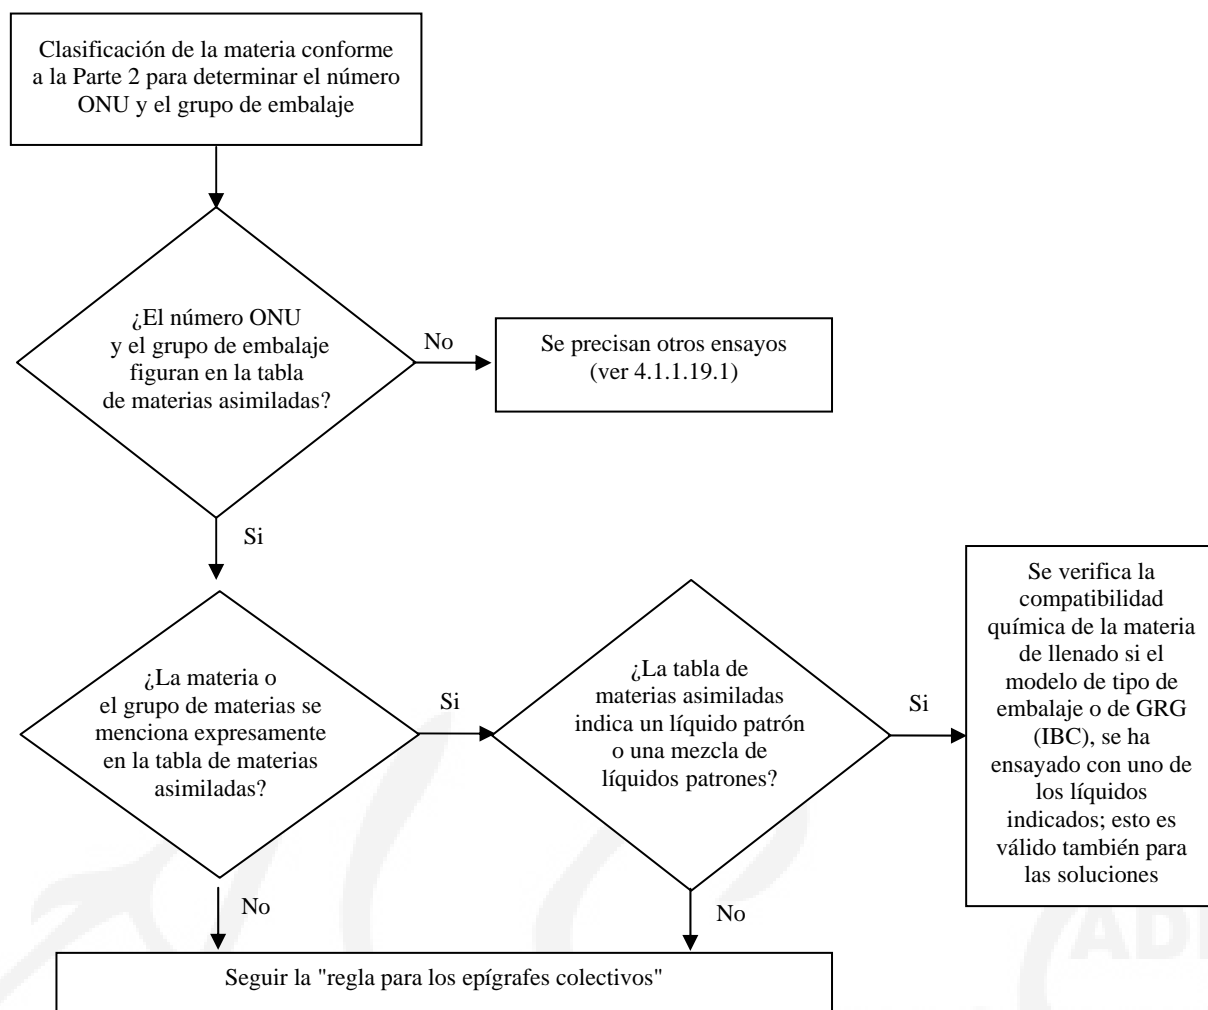 Clasificación de la materia conforme
a la Parte 2 para determinar el número
ONU y el grupo de embalaje
¿El número ONU
y el grupo de embalaje
figuran en la tabla
de materias asimiladas?
No
Se precisan otros ensayos
(ver 4.1.1.19.1)
Si
¿La materia o
el grupo de materias se
menciona expresamente
en la tabla de materias
asimiladas?
Si
¿La tabla de
materias asimiladas
indica un líquido patrón
o una mezcla de
líquidos patrones?
Si
Se verifica la
compatibilidad
química de la materia
de llenado si el
modelo de tipo de
embalaje o de GRG
(IBC), se ha
ensayado con uno de
los líquidos
indicados; esto es
válido también para
las soluciones
No
No
Seguir la "regla para los epígrafes colectivos"